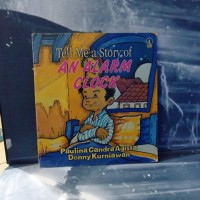 Tell Me a Story of
AN ALARM
CLOCK
Paulina Candra Agista
Donny Kurniawan